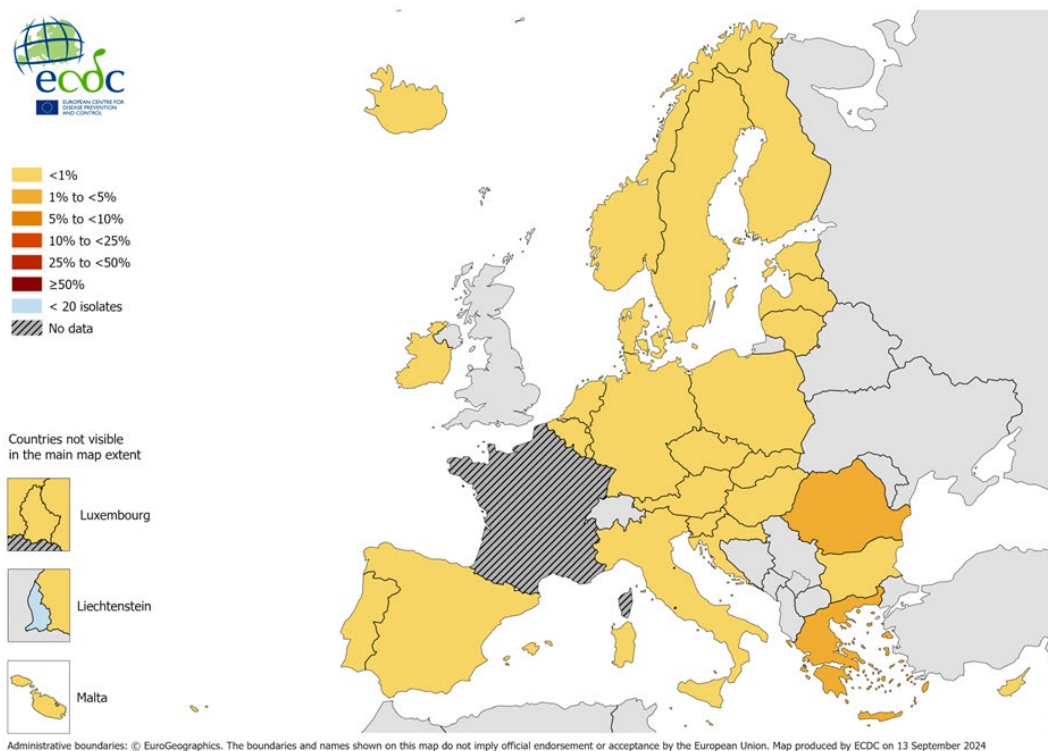 ecdc
EUROPEAN CENTRE FOR
DISEASE PREVENTION
AND CONTROL
<1%
1% to <5%
5% to <10%
10% to <25%
25% to <50%
≥50%
< 20 isolates
No data
Countries not visible
in the main map extent
Luxembourg
Liechtenstein
Malta
Administrative boundaries: © EuroGeographics. The boundaries and names shown on this map do not imply official endorsement or acceptance by the European Union. Map produced by ECDC on 13 September 2024